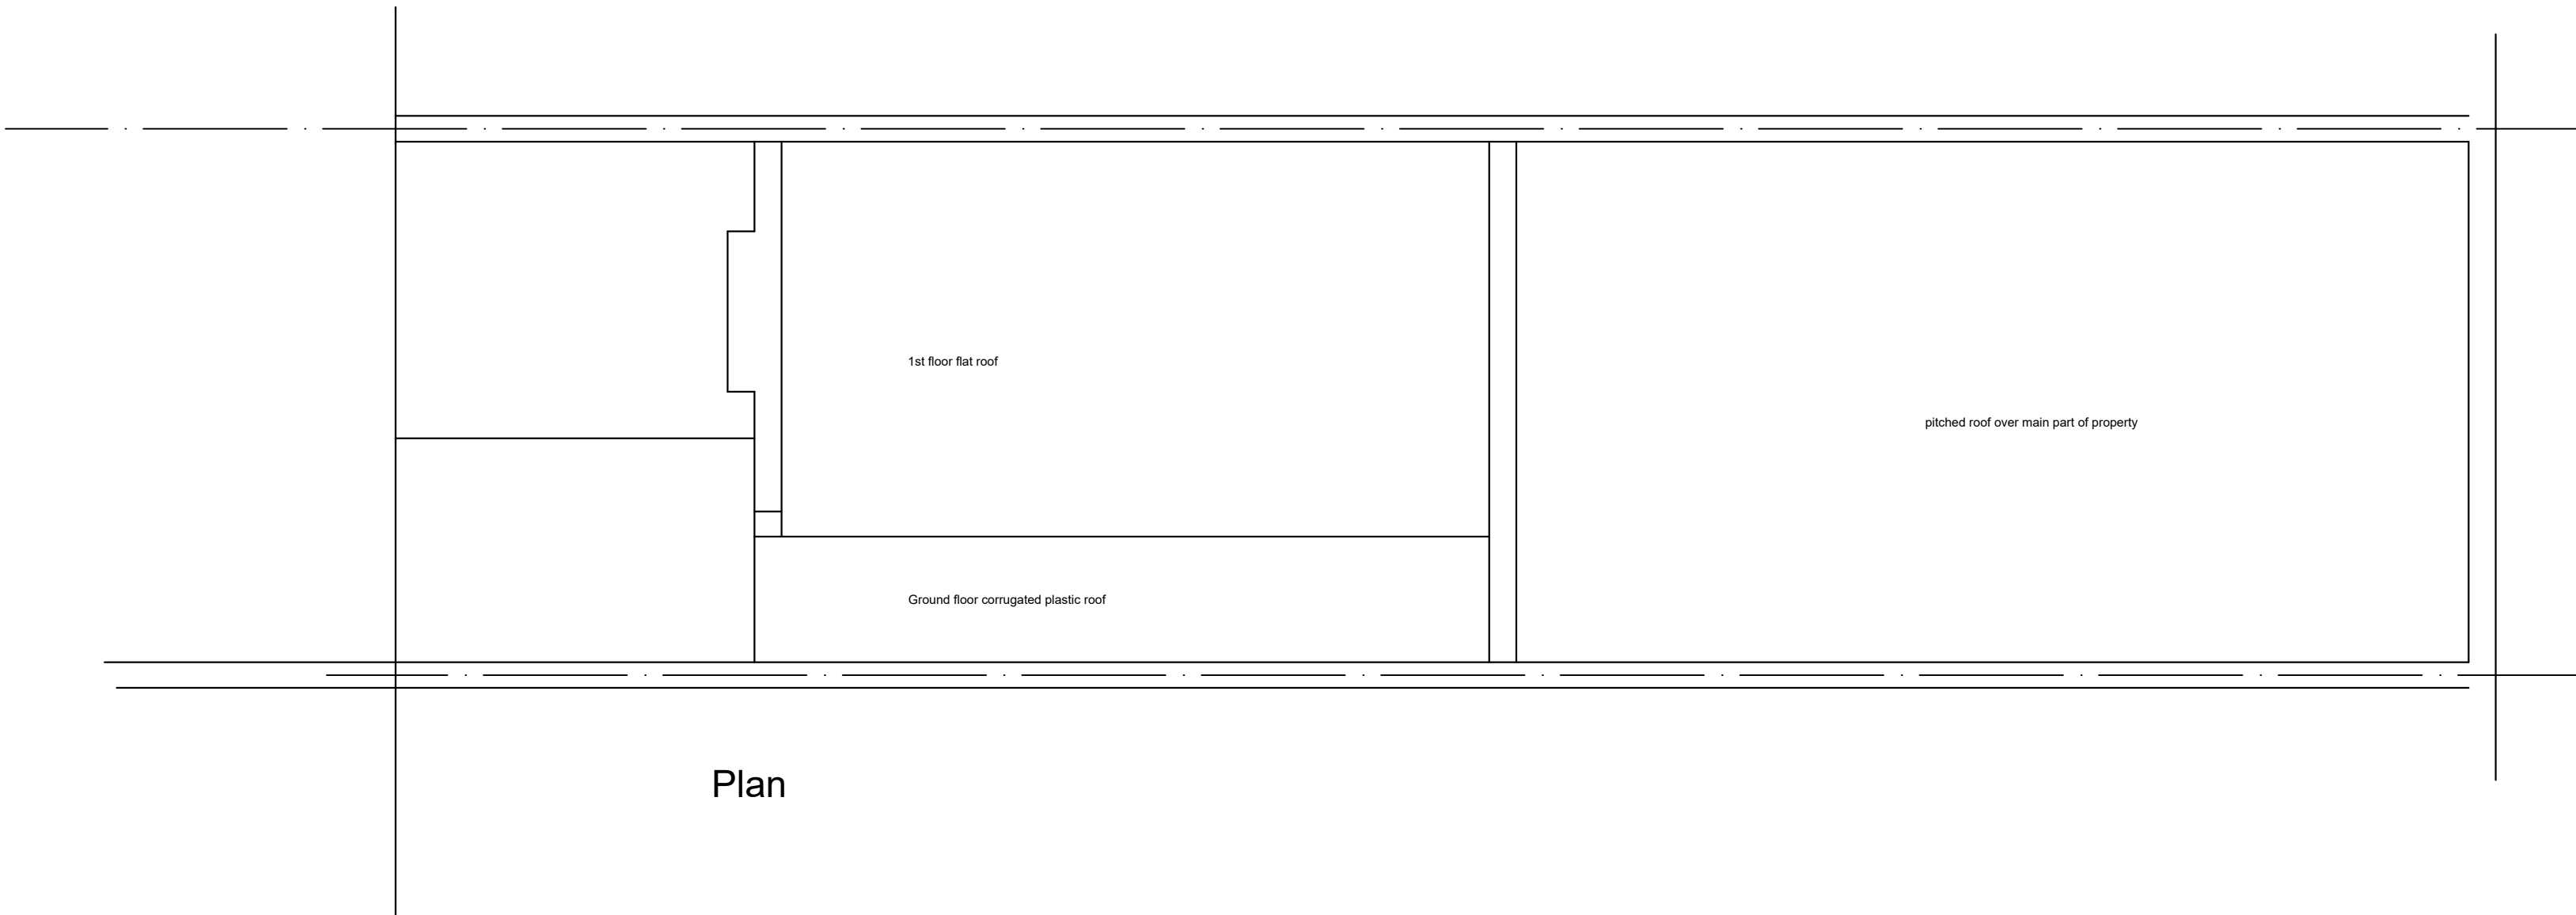 1st floor flat roof
pitched roof over main part of property
Ground floor corrugated plastic roof
Plan